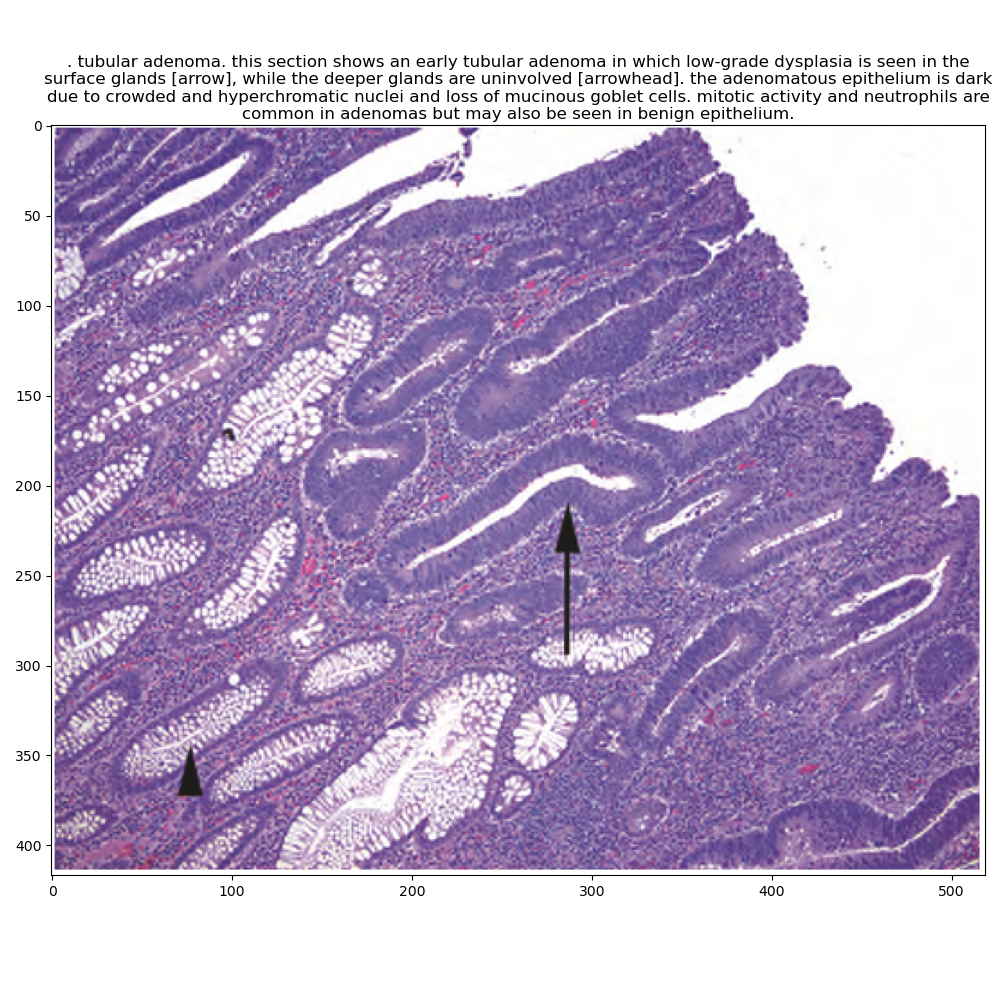 . tubular adenoma. this section shows an early tubular adenoma in which low-grade dysplasia is seen in the
surface glands [arrow], while the deeper glands are uninvolved [arrowhead]. the adenomatous epithelium is dark
due to crowded and hyperchromatic nuclei and loss of mucinous goblet cells. mitotic activity and neutrophils are
common in adenomas but may also be seen in benign epithelium.
0
50
100
150
200
250
300
350
400
0 100 200 300 400 500